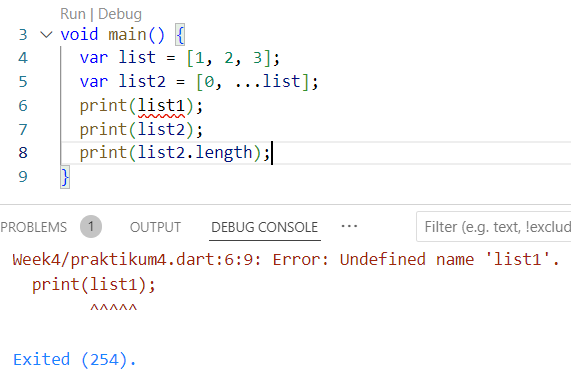 Run | Debug
3 void main() {
4 var list = [1, 2, 3];
5 var list2 = [0, ...list];
6 print(list1);
7 print(list2);
8 print(list2.length);
9 }
PROBLEMS 1 OUTPUT DEBUG CONSOLE ··· Filter (e.g. text, !exclud
Week4/praktikum4.dart:6:9: Error: Undefined name 'list1'.
print(list1);
^^^^^
Exited (254).